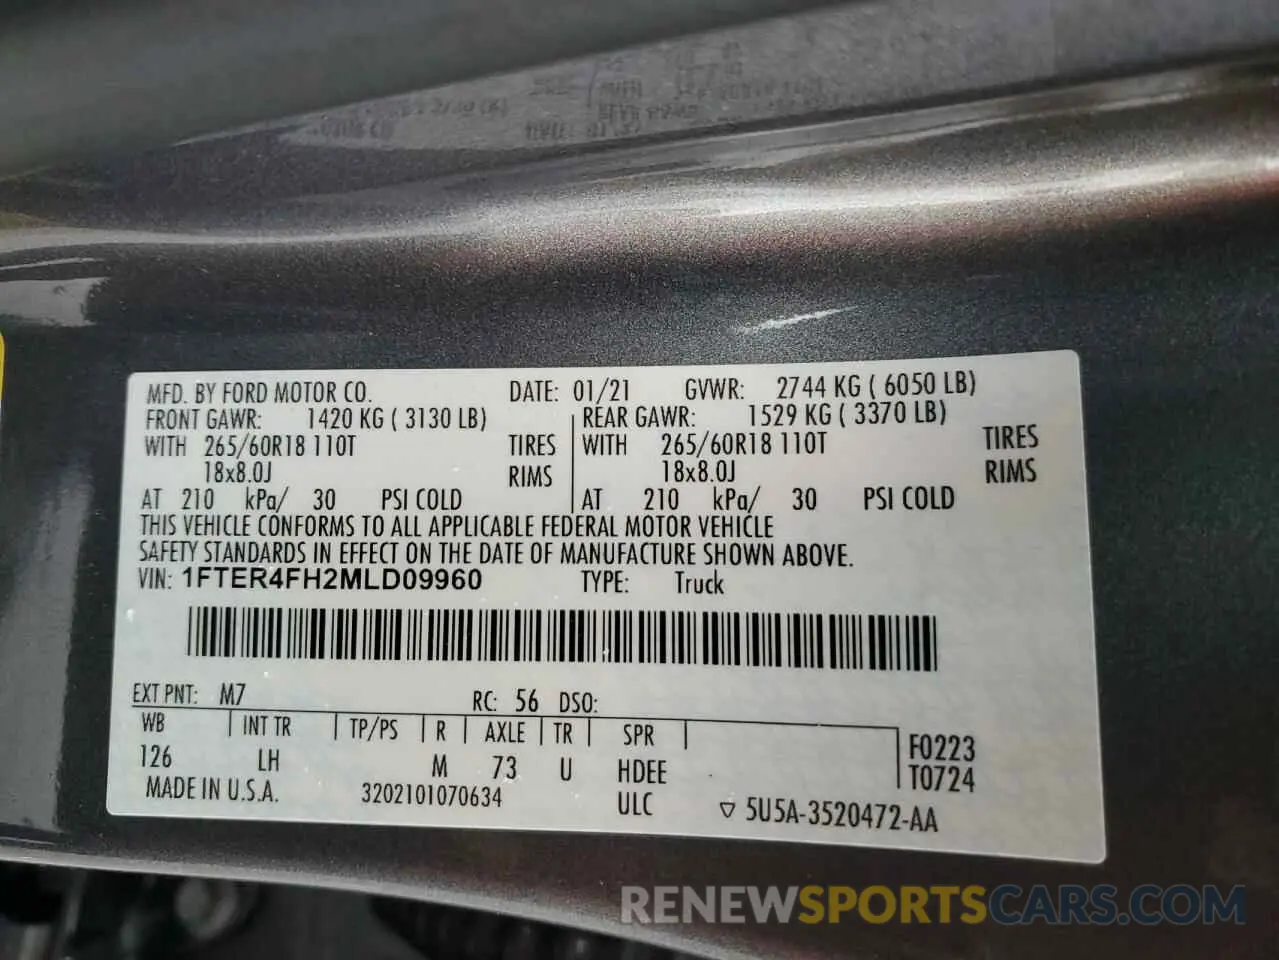 MFD. BY FORD MOTOR CO. DATE: 01/21 GVWR: 2744 KG ( 6050 LB)
FRONT GAWR: 1420 KG ( 3130 LB) REAR GAWR: 1529 KG ( 3370 LB)
WITH 265/60R18 110T TIRES WITH 265/60R18 110T TIRES
18x8.0J RIMS 18x8.0J RIMS
AT 210 kPa/ 30 PSI COLD AT 210 kPa/ 30 PSI COLD
THIS VEHICLE CONFORMS TO ALL APPLICABLE FEDERAL MOTOR VEHICLE
SAFETY STANDARDS IN EFFECT ON THE DATE OF MANUFACTURE SHOWN ABOVE.
VIN: 1FTER4FH2MLD09960 TYPE: Truck
EXT PNT: M7 RC: 56 DSO:
WB INT TR TP/PS R AXLE TR SPR F0223
126 LH M 73 U HDEE T0724
MADE IN U.S.A. 3202101070634 ULC ▽ 5U5A-3520472-AA
RENEWSPORTSCARS.COM